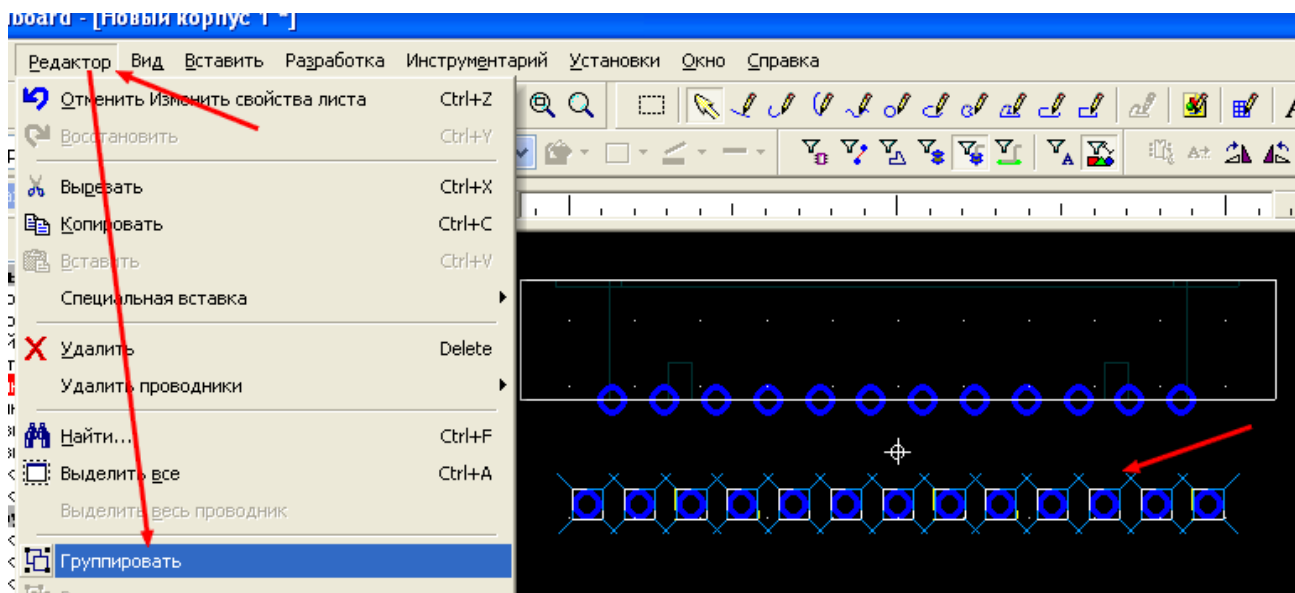 board - [Новый корпус 1 *]
Редактор Вид Вставить Разработка Инструментарий Установки Окно Справка
Отменить Изменить свойства листа Ctrl+Z
Восстановить Ctrl+Y
Вырезать Ctrl+X
Копировать Ctrl+C
Вставить Ctrl+V
Специальная вставка
Удалить Delete
Удалить проводники
Найти... Ctrl+F
Выделить все Ctrl+A
Выделить весь проводник
Группировать